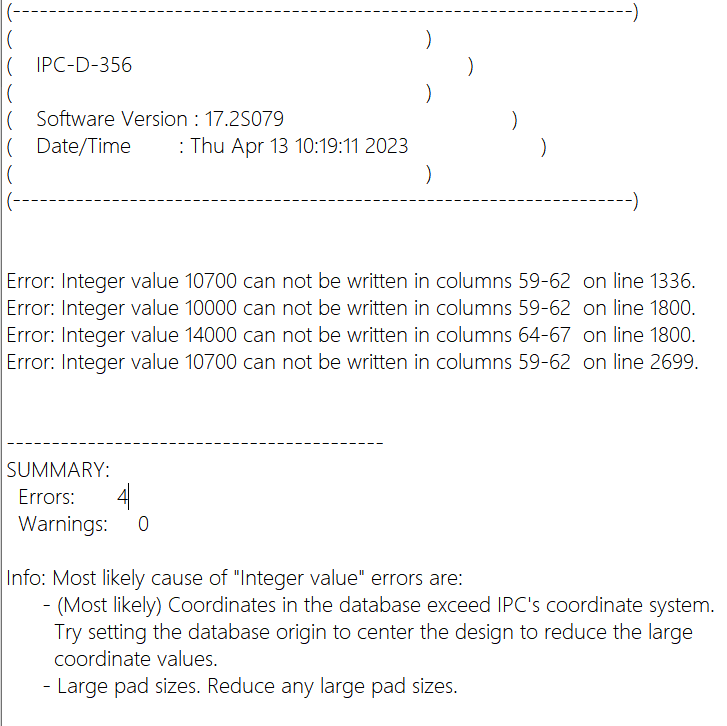 (---------------------------------------------------------------------)
(                                                                     )
(    IPC-D-356                                                        )
(                                                                     )
(    Software Version : 17.2S079                                      )
(    Date/Time        : Thu Apr 13 10:19:11 2023                      )
(                                                                     )
(---------------------------------------------------------------------)
Error: Integer value 10700 can not be written in columns 59-62  on line 1336.
Error: Integer value 10000 can not be written in columns 59-62  on line 1800.
Error: Integer value 14000 can not be written in columns 64-67  on line 1800.
Error: Integer value 10700 can not be written in columns 59-62  on line 2699.
------------------------------------------
SUMMARY:
Errors:       4
Warnings:     0
Info: Most likely cause of "Integer value" errors are:
- (Most likely) Coordinates in the database exceed IPC's coordinate system.
Try setting the database origin to center the design to reduce the large
coordinate values.
- Large pad sizes. Reduce any large pad sizes.